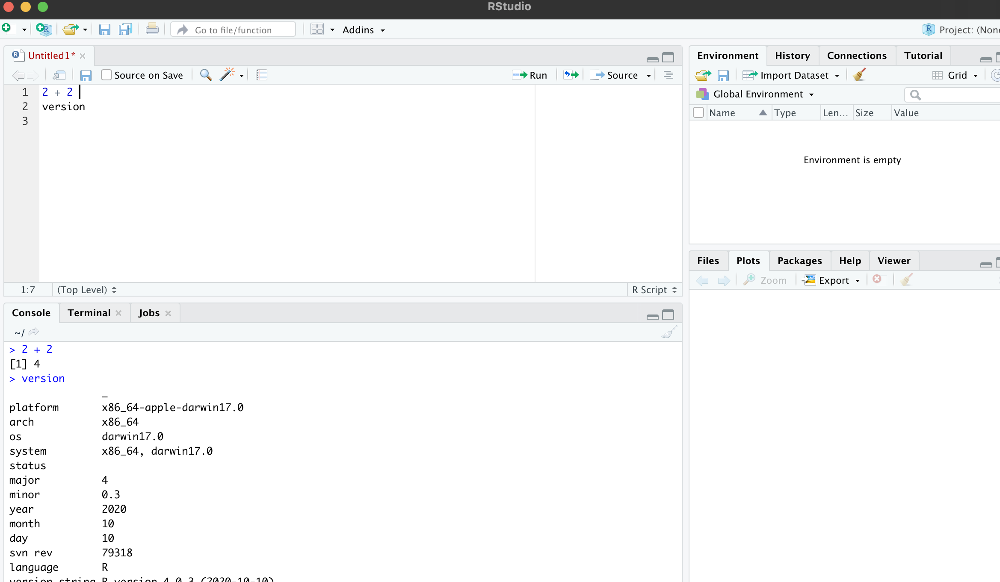 RStudio
Go to file/function Addins Project: (None
Untitled1*
Source on Save Run Source
1 2 + 2
2 version
3
1:7 (Top Level) R Script
Console Terminal Jobs
~/
> 2 + 2
[1] 4
> version
_
platform x86_64-apple-darwin17.0
arch x86_64
os darwin17.0
system x86_64, darwin17.0
status
major 4
minor 0.3
year 2020
month 10
day 10
svn rev 79318
language R
version.string R version 4.0.3 (2020-10-10)
Environment History Connections Tutorial
Import Dataset Grid
Global Environment
Name Type Len... Size Value
Environment is empty
Files Plots Packages Help Viewer
Zoom Export